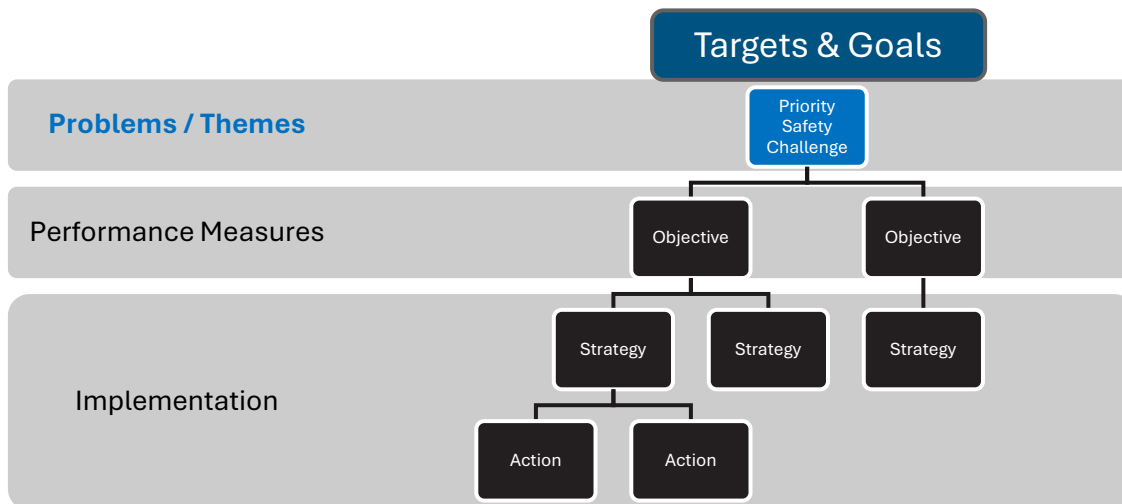 Targets & Goals
Problems / Themes
Priority
Safety
Challenge
Performance Measures
Objective
Objective
Strategy
Strategy
Strategy
Implementation
Action
Action